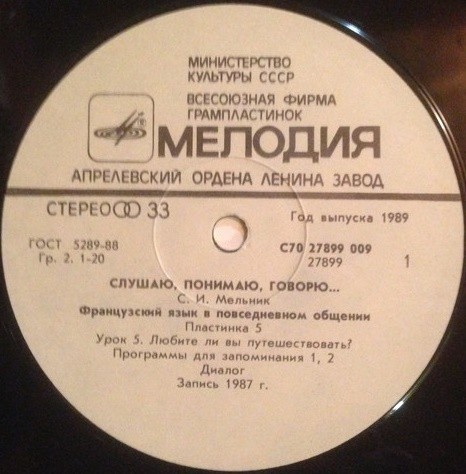 МИНИСТЕРСТВО
КУЛЬТУРЫ СССР
ВСЕСОЮЗНАЯ ФИРМА
ГРАМПЛАСТИНОК
МЕЛОДИЯ
АПРЕЛЕВСКИЙ ОРДЕНА ЛЕНИНА ЗАВОД
СТЕРЕО 33
Год выпуска 1989
ГОСТ 5289-88
Гр. 2. 1-20
С70 27899 009
27899
1
СЛУШАЮ, ПОНИМАЮ, ГОВОРЮ...
С. И. Мельник
Французский язык в повседневном общении
Пластинка 5
Урок 5. Любите ли вы путешествовать?
Программы для запоминания 1, 2
Диалог
Запись 1987 г.